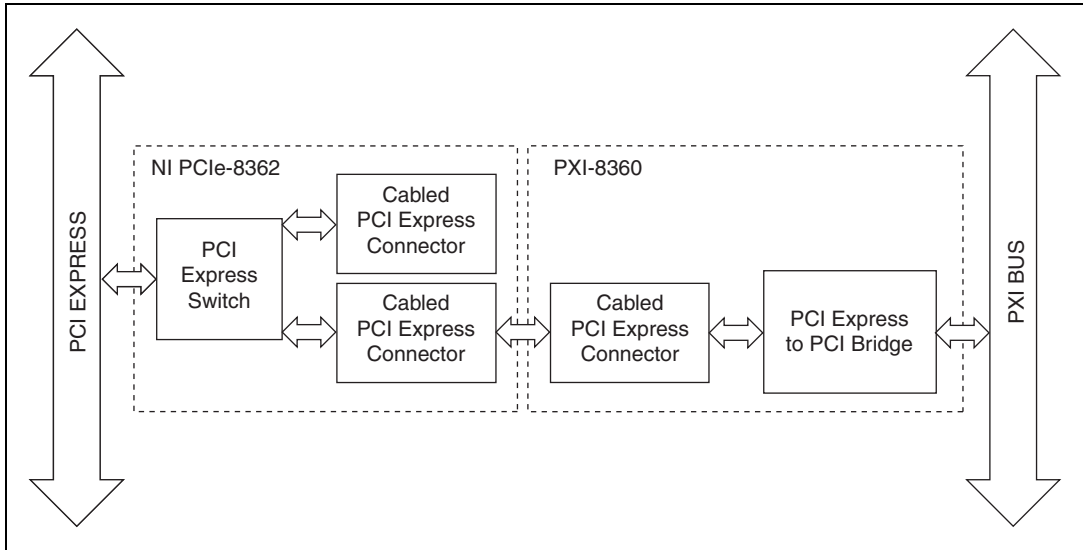 PCI EXPRESS
NI PCIe-8362
PCI
Express
Switch
Cabled
PCI Express
Connector
Cabled
PCI Express
Connector
PXI-8360
Cabled
PCI Express
Connector
PCI Express
to PCI Bridge
PXI BUS